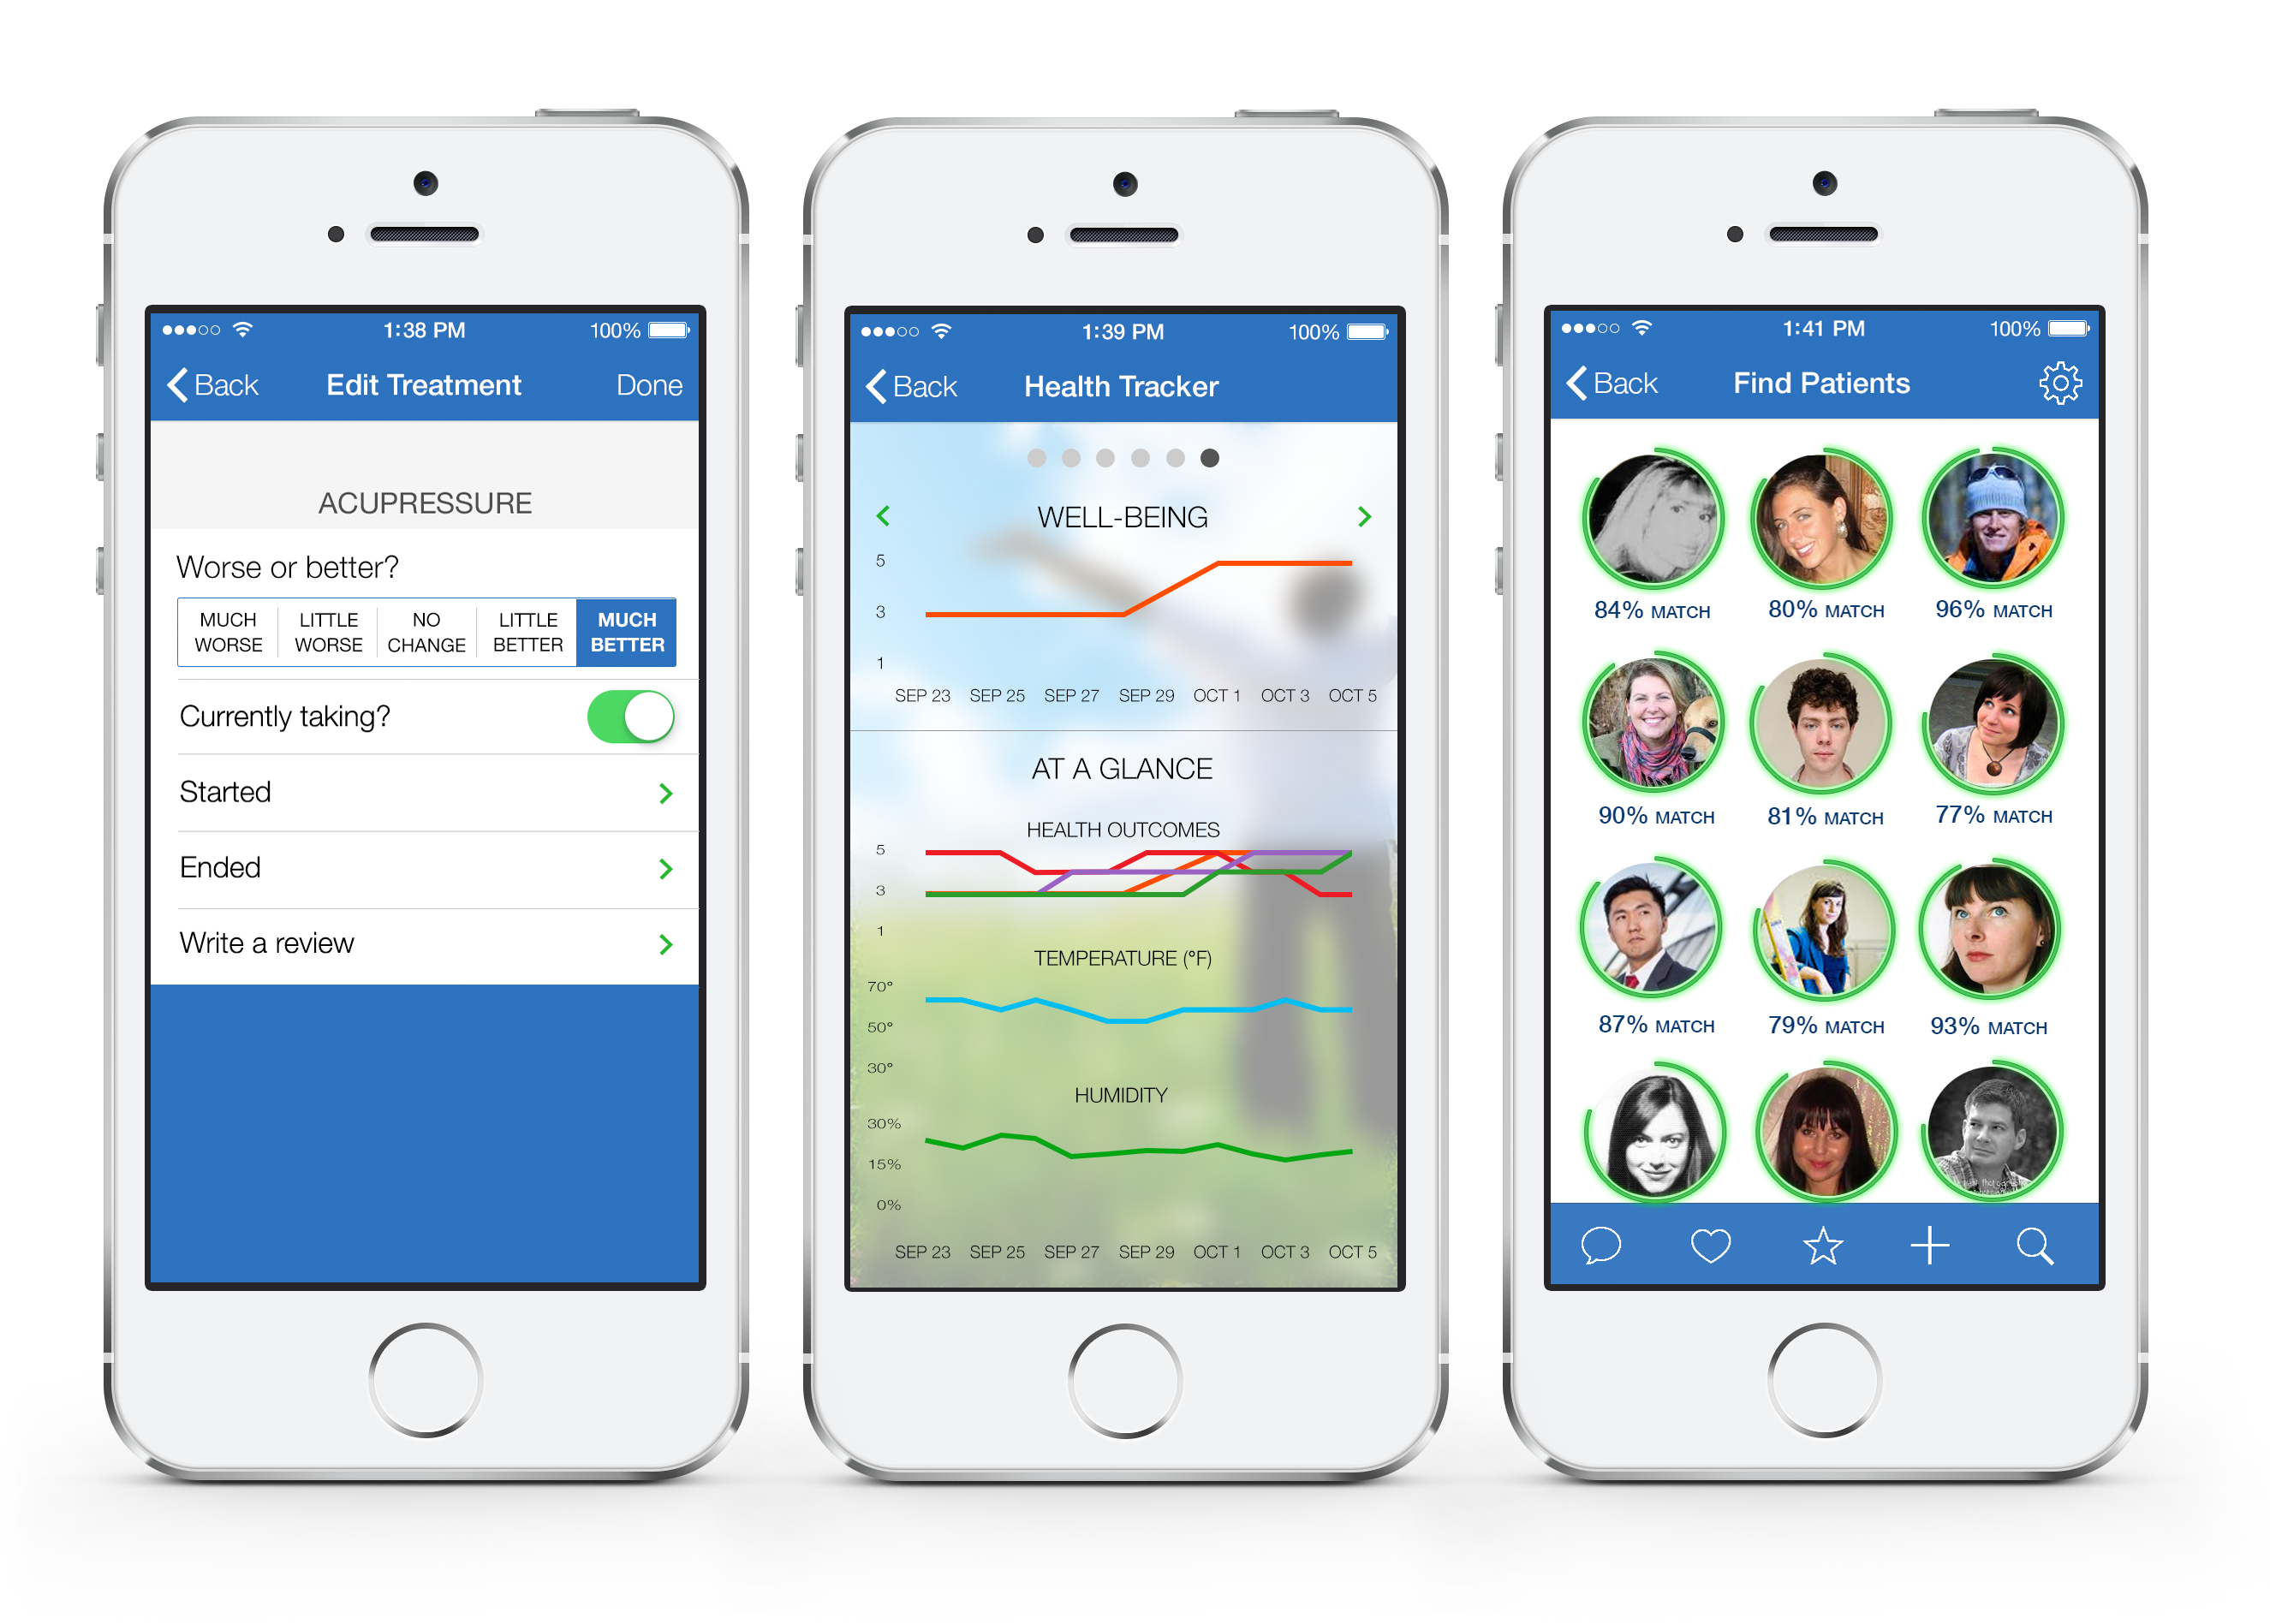 1:38 PM 100%
Back Edit Treatment Done
ACUPRESSURE
Worse or better?
MUCH WORSE
LITTLE WORSE
NO CHANGE
LITTLE BETTER
MUCH BETTER
Currently taking?
Started
Ended
Write a review
1:39 PM 100%
Back Health Tracker
WELL-BEING
5
3
1
SEP 23 SEP 25 SEP 27 SEP 29 OCT 1 OCT 3 OCT 5
AT A GLANCE
HEALTH OUTCOMES
5
3
1
TEMPERATURE (°F)
70°
50°
30°
HUMIDITY
30%
15%
0%
SEP 23 SEP 25 SEP 27 SEP 29 OCT 1 OCT 3 OCT 5
1:41 PM 100%
Back Find Patients
84% MATCH 80% MATCH 96% MATCH
90% MATCH 81% MATCH 77% MATCH
87% MATCH 79% MATCH 93% MATCH